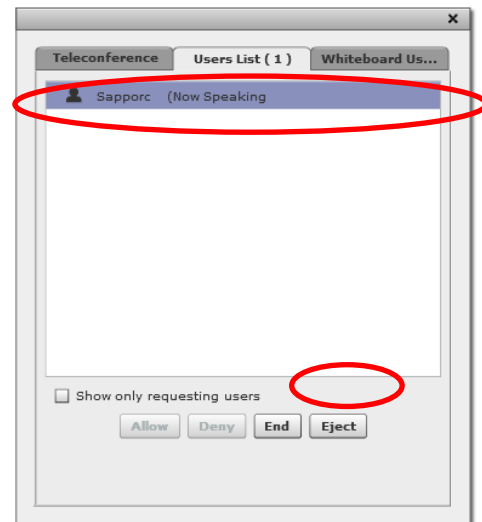 x
Teleconference Users List ( 1 ) Whiteboard Us...
Sapporc (Now Speaking
Show only requesting users
Allow Deny End Eject